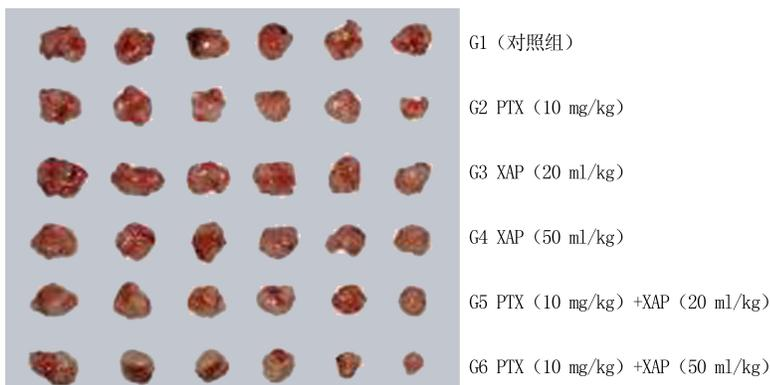 G1（对照组）
G2 PTX（10 mg/kg）
G3 XAP（20 ml/kg）
G4 XAP（50 ml/kg）
G5 PTX（10 mg/kg）+XAP（20 ml/kg）
G6 PTX（10 mg/kg）+XAP（50 ml/kg）